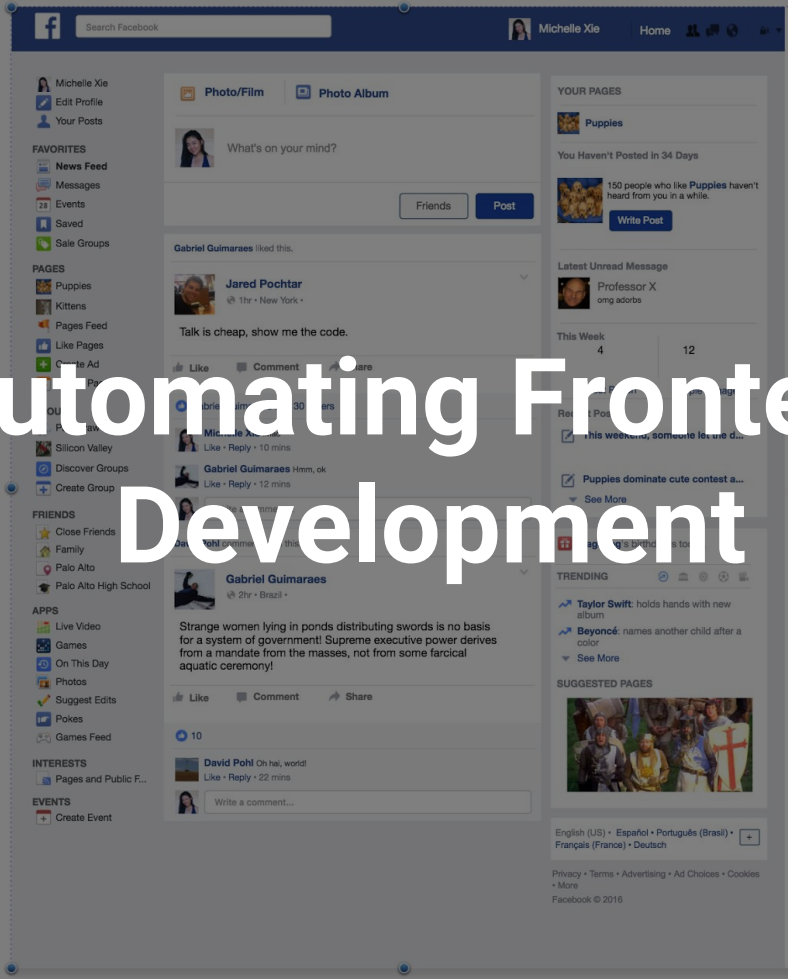 Search Facebook
Michelle Xie
Home
Michelle Xie
Edit Profile
Your Posts
FAVORITES
News Feed
Messages
28
Events
Saved
Sale Groups
PAGES
Puppies
Kittens
Pages Feed
Like Pages
Create Ad
Silicon Valley
Discover Groups
Create Group
FRIENDS
Close Friends
Family
Palo Alto
Palo Alto High School
APPS
Live Video
Games
On This Day
Photos
Suggest Edits
Pokes
Games Feed
INTERESTS
Pages and Public F...
EVENTS
Create Event
Photo/Film
Photo Album
What's on your mind?
Friends
Post
Gabriel Guimaraes liked this.
Jared Pochtar
1hr • New York •
Talk is cheap, show me the code.
Like Comment
utomating Fronte
Development
Like • Reply • 10 mins
Gabriel Guimaraes Hmm, ok
Like • Reply • 12 mins
Gabriel Guimaraes
2hr • Brazil •
Strange women lying in ponds distributing swords is no basis
for a system of government! Supreme executive power derives
from a mandate from the masses, not from some farcical
aquatic ceremony!
Like Comment Share
10
David Pohl Oh hai, world!
Like • Reply • 22 mins
Write a comment...
YOUR PAGES
Puppies
You Haven't Posted in 34 Days
150 people who like Puppies haven't
heard from you in a while.
Write Post
Latest Unread Message
Professor X
omg adorbs
This Week
4 12
This weekend, someone let the d...
Puppies dominate cute contest a...
See More
TRENDING
Taylor Swift: holds hands with new
album
Beyoncé: names another child after a
color
See More
SUGGESTED PAGES
English (US) • Español • Português (Brasil) •
Français (France) • Deutsch
+
Privacy • Terms • Advertising • Ad Choices • Cookies
• More
Facebook © 2016